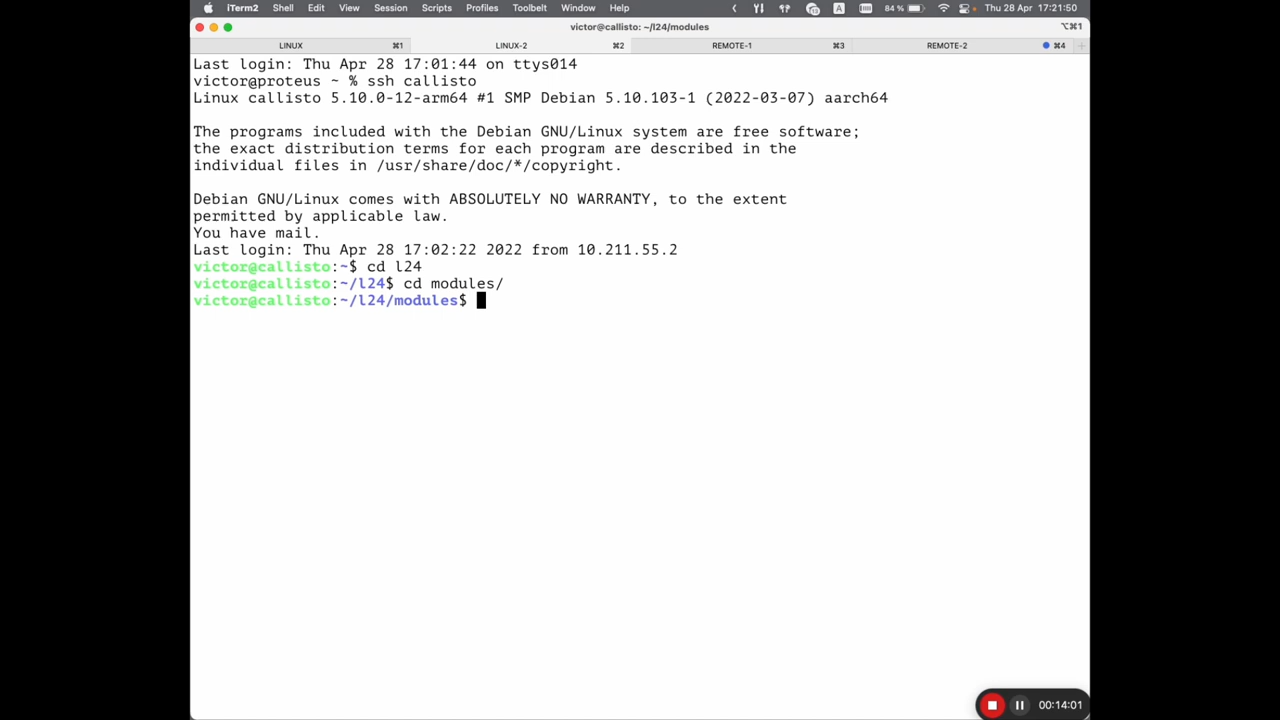 iTerm2 Shell Edit View Session Scripts Profiles Toolbelt Window Help A 84 % Thu 28 Apr 17:21:50
victor@callisto: ~/l24/modules ⌥⌘1
LINUX ⌘1 LINUX-2 ⌘2 REMOTE-1 ⌘3 REMOTE-2 ⌘4
Last login: Thu Apr 28 17:01:44 on ttys014
victor@proteus ~ % ssh callisto
Linux callisto 5.10.0-12-arm64 #1 SMP Debian 5.10.103-1 (2022-03-07) aarch64
The programs included with the Debian GNU/Linux system are free software;
the exact distribution terms for each program are described in the
individual files in /usr/share/doc/*/copyright.
Debian GNU/Linux comes with ABSOLUTELY NO WARRANTY, to the extent
permitted by applicable law.
You have mail.
Last login: Thu Apr 28 17:02:22 2022 from 10.211.55.2
victor@callisto:~$ cd l24
victor@callisto:~/l24$ cd modules/
victor@callisto:~/l24/modules$
00:14:01